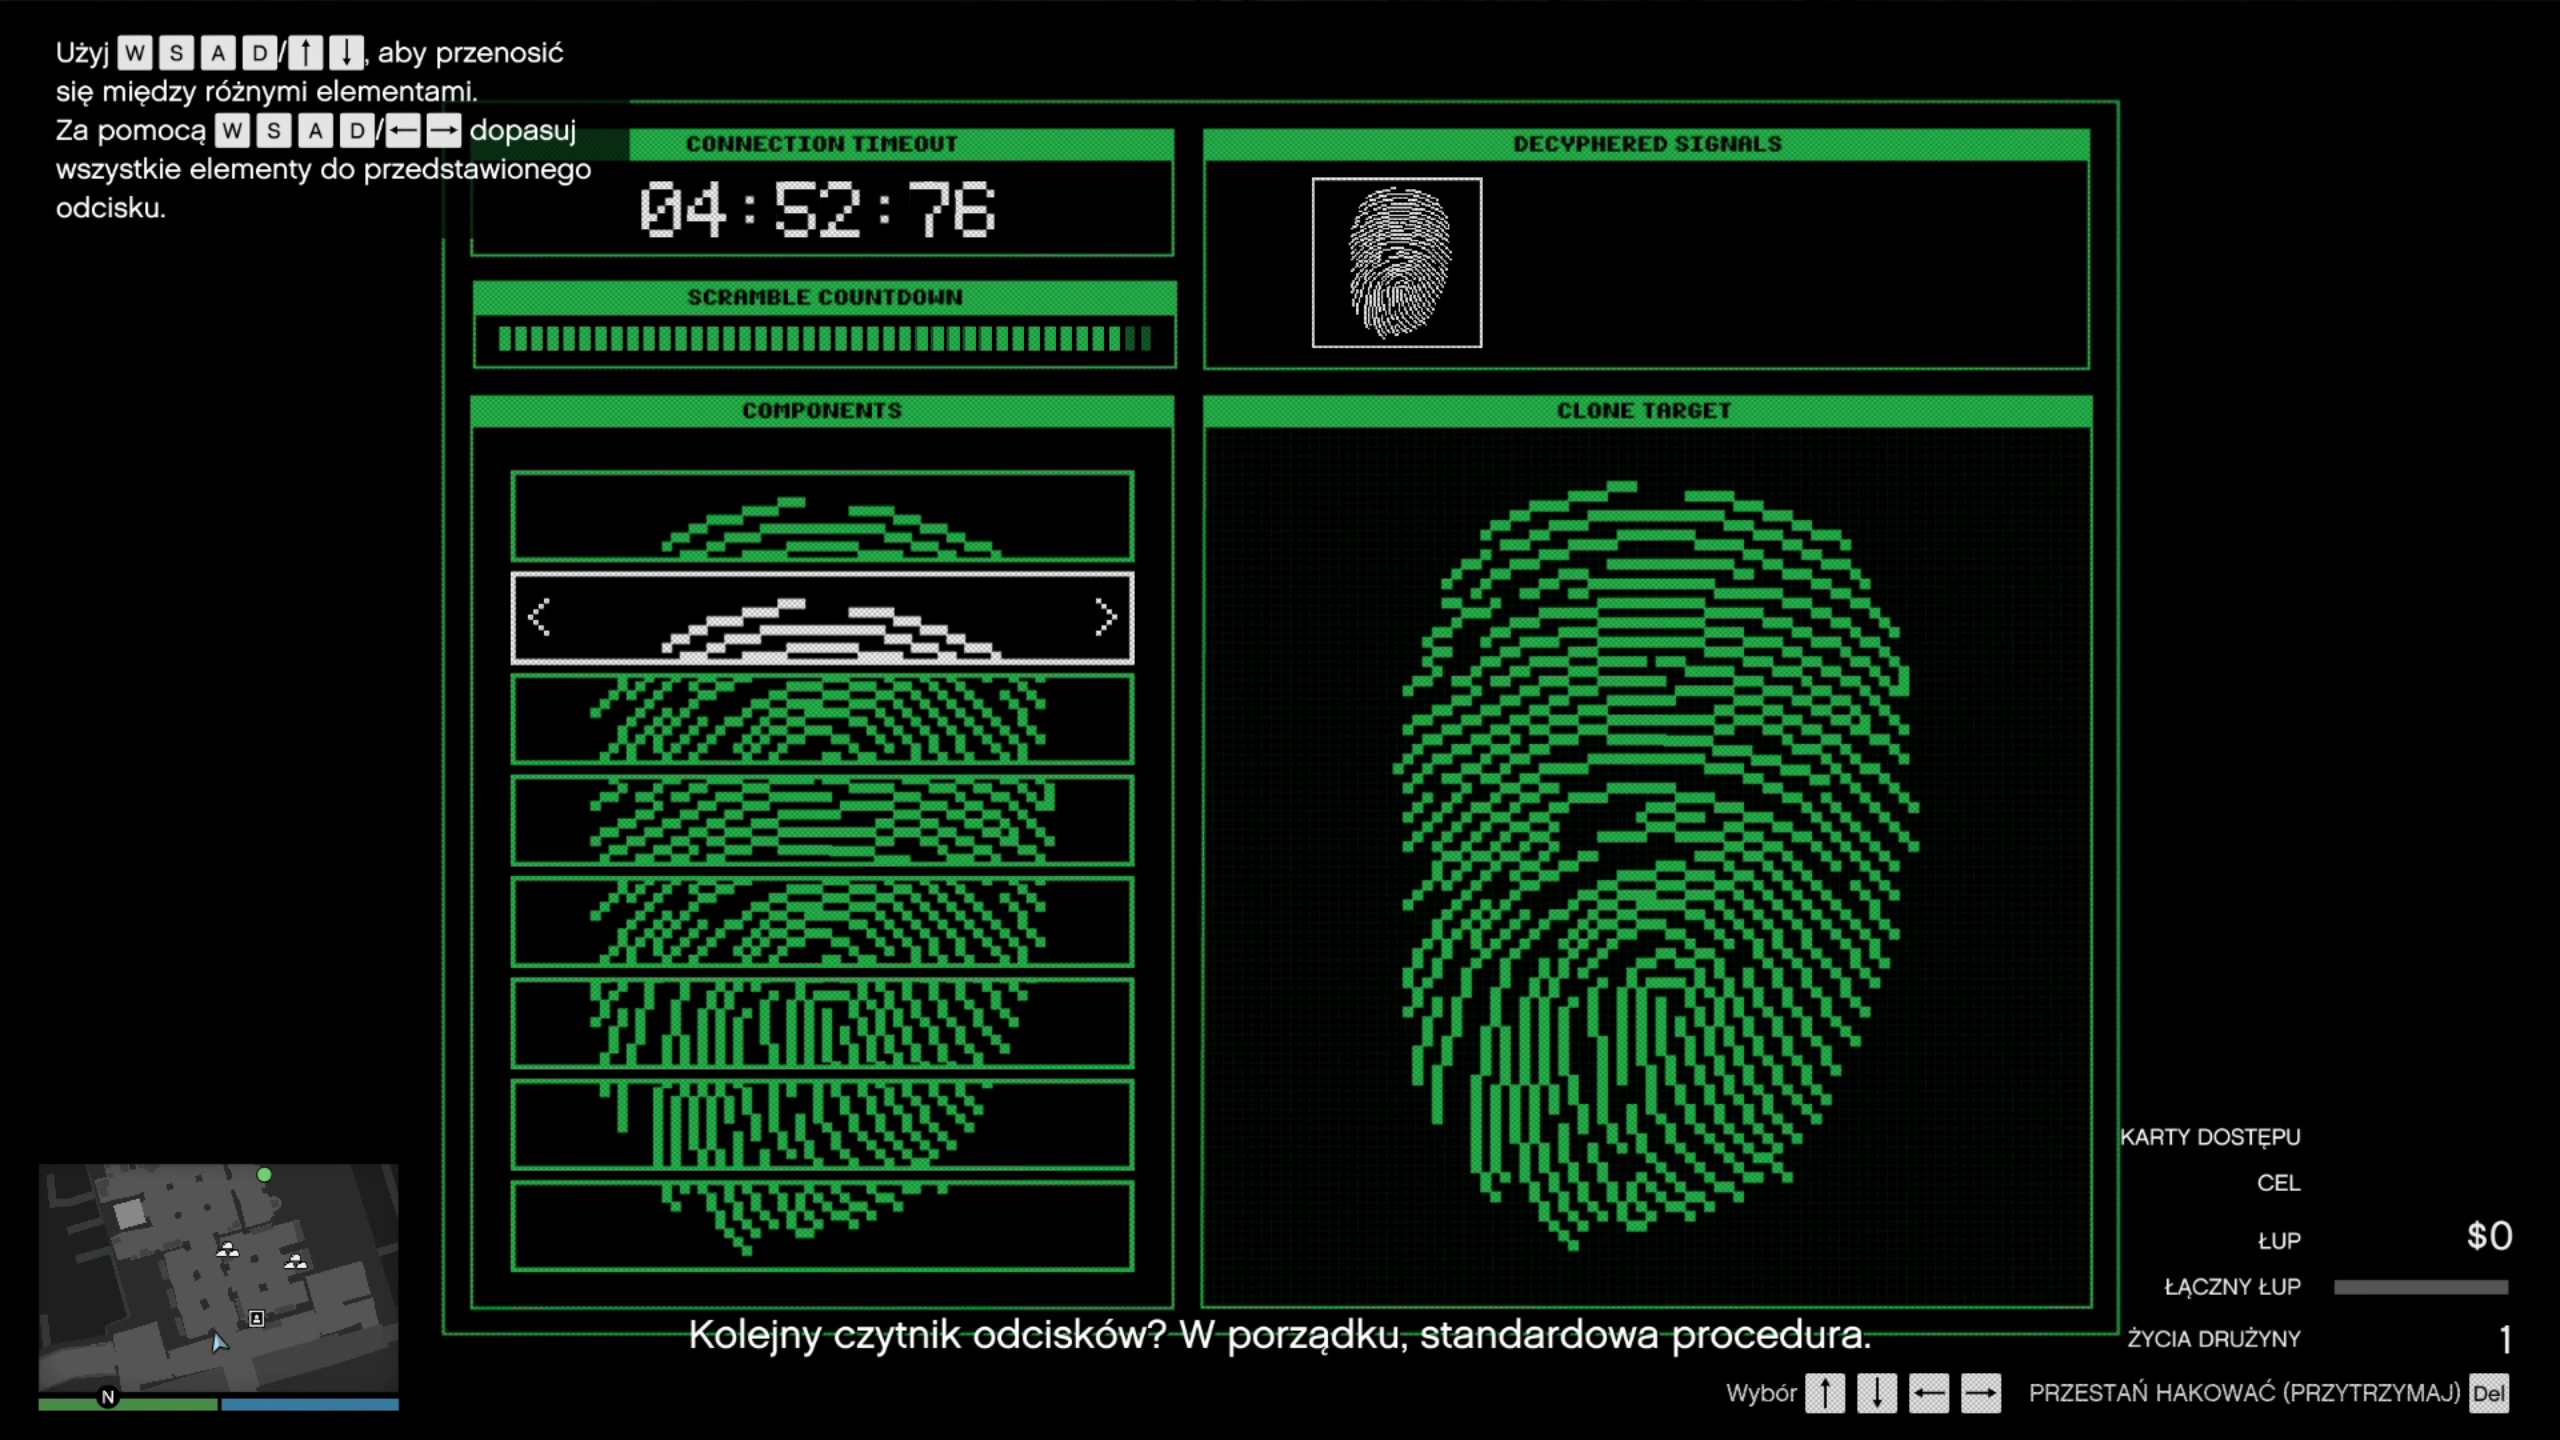 Użyj W S A D/↑ ↓, aby przenosić
się między różnymi elementami.
Za pomocą W S A D/← → dopasuj
wszystkie elementy do przedstawionego
odcisku.
CONNECTION TIMEOUT
04:52:76
DECYPHERED SIGNALS
SCRAMBLE COUNTDOWN
COMPONENTS
CLONE TARGET
KARTY DOSTĘPU
CEL
ŁUP $0
ŁĄCZNY ŁUP
ŻYCIA DRUŻYNY 1
N
Kolejny czytnik odcisków? W porządku, standardowa procedura.
Wybór ↑ ↓ ← → PRZESTAŃ HAKOWAĆ (PRZYTRZYMAJ) Del